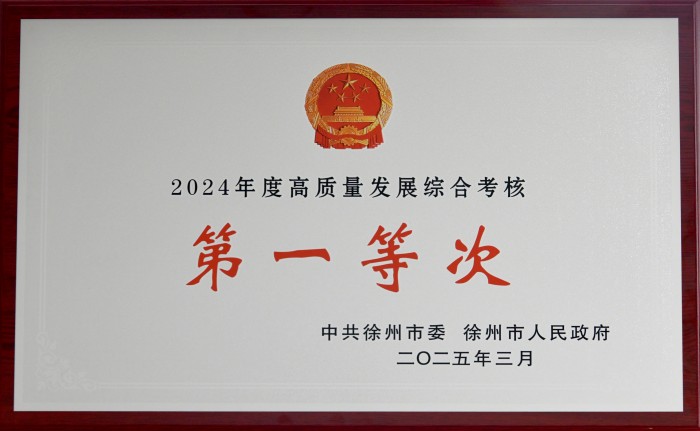 2024年度高质量发展综合考核
第一等次
中共徐州市委 徐州市人民政府
二〇二五年三月